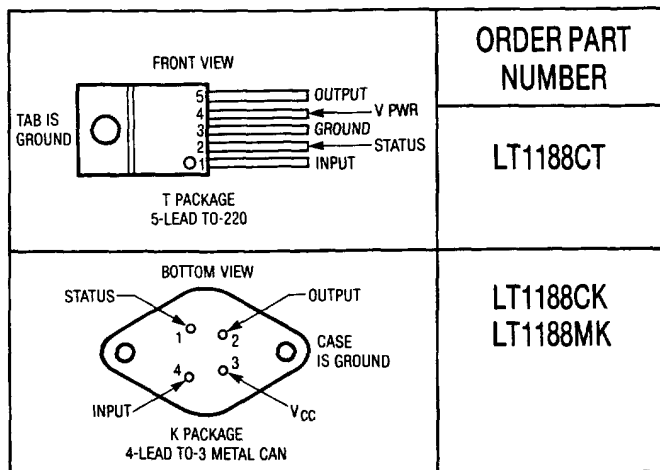 FRONT VIEW
TAB IS
GROUND
5 OUTPUT
4 V PWR
3 GROUND
2 STATUS
1 INPUT
T PACKAGE
5-LEAD TO-220
ORDER PART
NUMBER
LT1188CT
BOTTOM VIEW
STATUS
OUTPUT
1
2
CASE
IS GROUND
4
3
INPUT
VCC
K PACKAGE
4-LEAD TO-3 METAL CAN
LT1188CK
LT1188MK